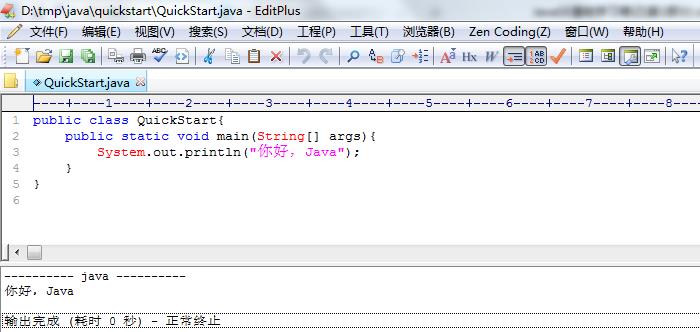 D:\tmp\java\quickstart\QuickStart.java - EditPlus
文件(F) 编辑(E) 视图(V) 搜索(S) 文档(D) 工程(P) 工具(T) 浏览器(B) Zen Coding(Z) 窗口(W) 帮助(H)
QuickStart.java
----+----1----+----2----+----3----+----4----+----5----+----6----+----7----+----8--
1 public class QuickStart{
2     public static void main(String[] args){
3         System.out.println("你好，Java");
4     }
5 }
6
---------- java ----------
你好，Java
输出完成 (耗时 0 秒) - 正常终止